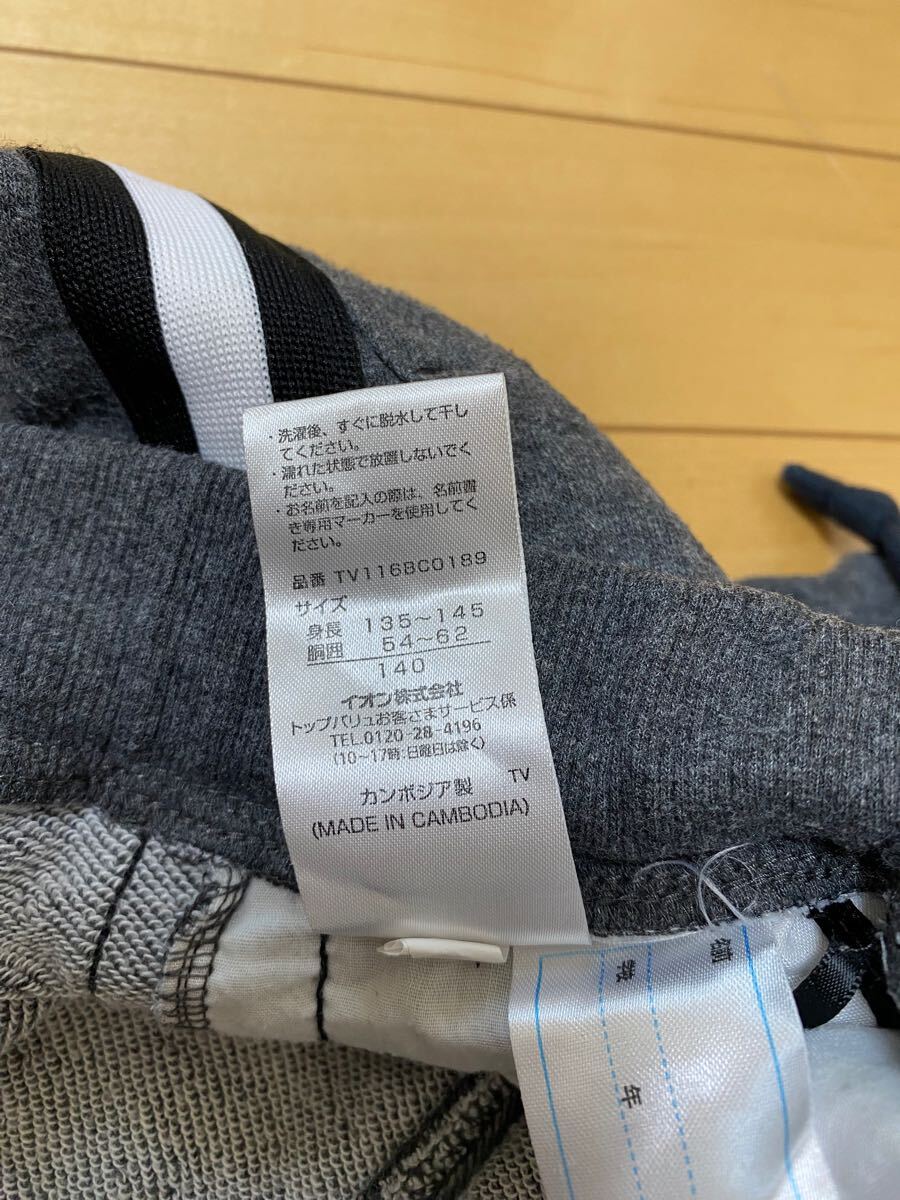 ・洗濯後、すぐに脱水して干し
てください。
・濡れた状態で放置しないでく
ださい。
・お名前を記入の際は、名前書
き専用マーカーを使用してく
ださい。
品番 TV116BC0189
サイズ
身長 135~145
胴囲 54~62
140
イオン株式会社
トップバリュお客さまサービス係
TEL.0120-28-4196
(10~17時:日曜日は除く)
カンボジア製 TV
(MADE IN CAMBODIA)
年